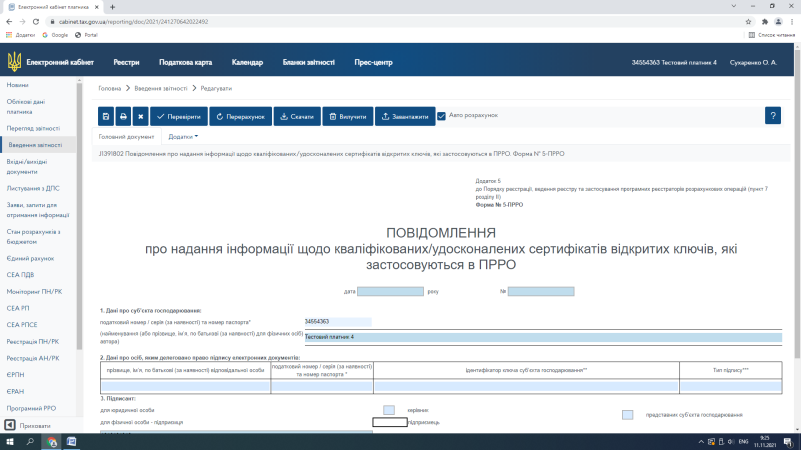 Електронний кабінет платника
cabinet.tax.gov.ua/reporting/doc/2021/241270642022492
Додатки Google Portal Список читання
Електронний кабінет Реєстри Податкова карта Календар Бланки звітності Прес-центр 34554363 Тестовий платник 4 Сухаренко О. А.
Новини
Облікові дані платника
Перегляд звітності
Введення звітності
Вхідні/вихідні документи
Листування з ДПС
Заяви, запити для отримання інформації
Стан розрахунків з бюджетом
Єдиний рахунок
СЕА ПДВ
Моніторинг ПН/РК
СЕА РП
СЕА РПСЕ
Реєстрація ПН/РК
Реєстрація АН/РК
ЄРПН
ЄРАН
Програмний РРО
Приховати
Головна > Введення звітності > Редагувати
Перевірити Перерахунок Скачати Вилучити Завантажити Авто розрахунок ?
Головний документ Додатки
J1391802 Повідомлення про надання інформації щодо кваліфікованих/удосконалених сертифікатів відкритих ключів, які застосовуються в ПРРО. Форма № 5-ПРРО
Додаток 5
до Порядку реєстрації, ведення реєстру та застосування програмних реєстраторів розрахункових операцій (пункт 7
розділу II)
Форма № 5-ПРРО
ПОВІДОМЛЕННЯ
про надання інформації щодо кваліфікованих/удосконалених сертифікатів відкритих ключів, які
застосовуються в ПРРО
дата року №
1. Дані про суб'єкта господарювання:
податковий номер / серія (за наявності) та номер паспорта* 34554363
(найменування (або прізвище, ім'я, по батькові (за наявності) для фізичних осіб) Тестовий платник 4
автора)
2. Дані про осіб, яким делеговано право підпису електронних документів:
прізвище, ім'я, по батькові (за наявності) відповідальної особи податковий номер / серія (за наявності) та номер паспорта * Ідентифікатор ключа суб'єкта господарювання** Тип підпису***
3. Підписант:
для юридичної особи керівник представник суб'єкта господарювання
для фізичної особи - підприємця підприємець
ENG 9:25
11.11.2021